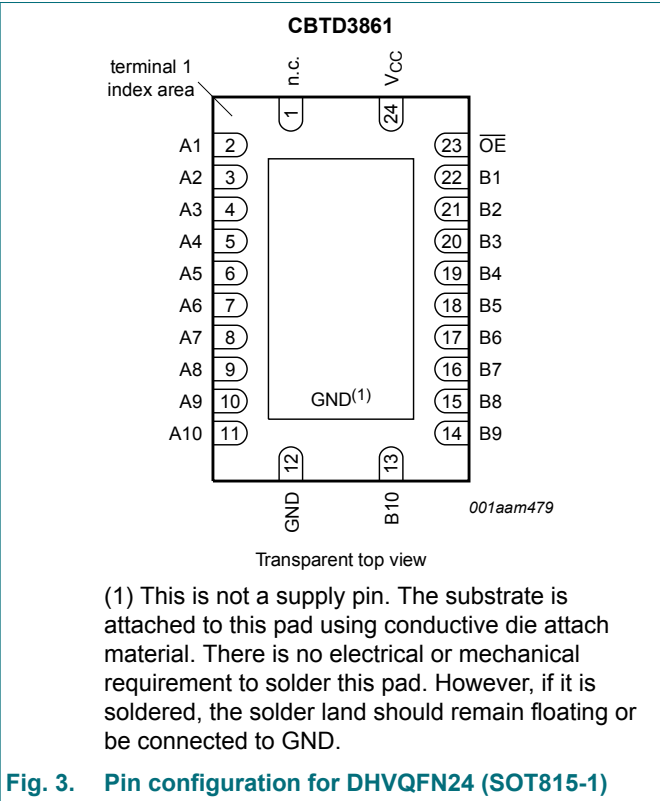 CBTD3861
terminal 1
index area
n.c.
VCC
1
24
A1 2 23 OE
A2 3 22 B1
A3 4 21 B2
A4 5 20 B3
A5 6 19 B4
A6 7 18 B5
A7 8 17 B6
A8 9 16 B7
A9 10 GND(1) 15 B8
A10 11 14 B9
12
13
GND
B10
001aam479
Transparent top view
(1) This is not a supply pin. The substrate is
attached to this pad using conductive die attach
material. There is no electrical or mechanical
requirement to solder this pad. However, if it is
soldered, the solder land should remain floating or
be connected to GND.
Fig. 3. Pin configuration for DHVQFN24 (SOT815-1)